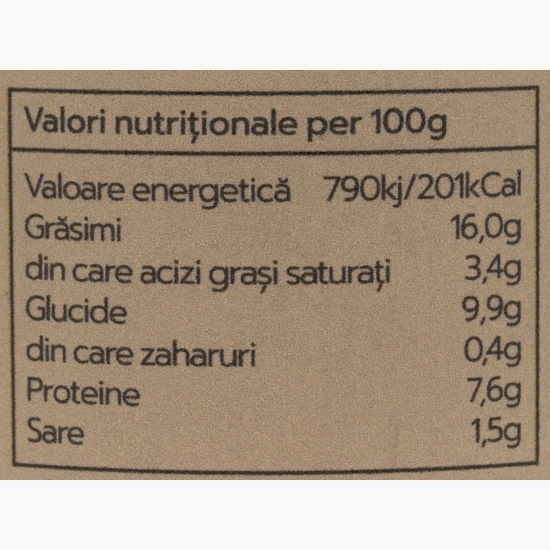 Valori nutriționale per 100g
Valoare energetică 790kj/201kCal
Grăsimi 16,0g
din care acizi grași saturați 3,4g
Glucide 9,9g
din care zaharuri 0,4g
Proteine 7,6g
Sare 1,5g